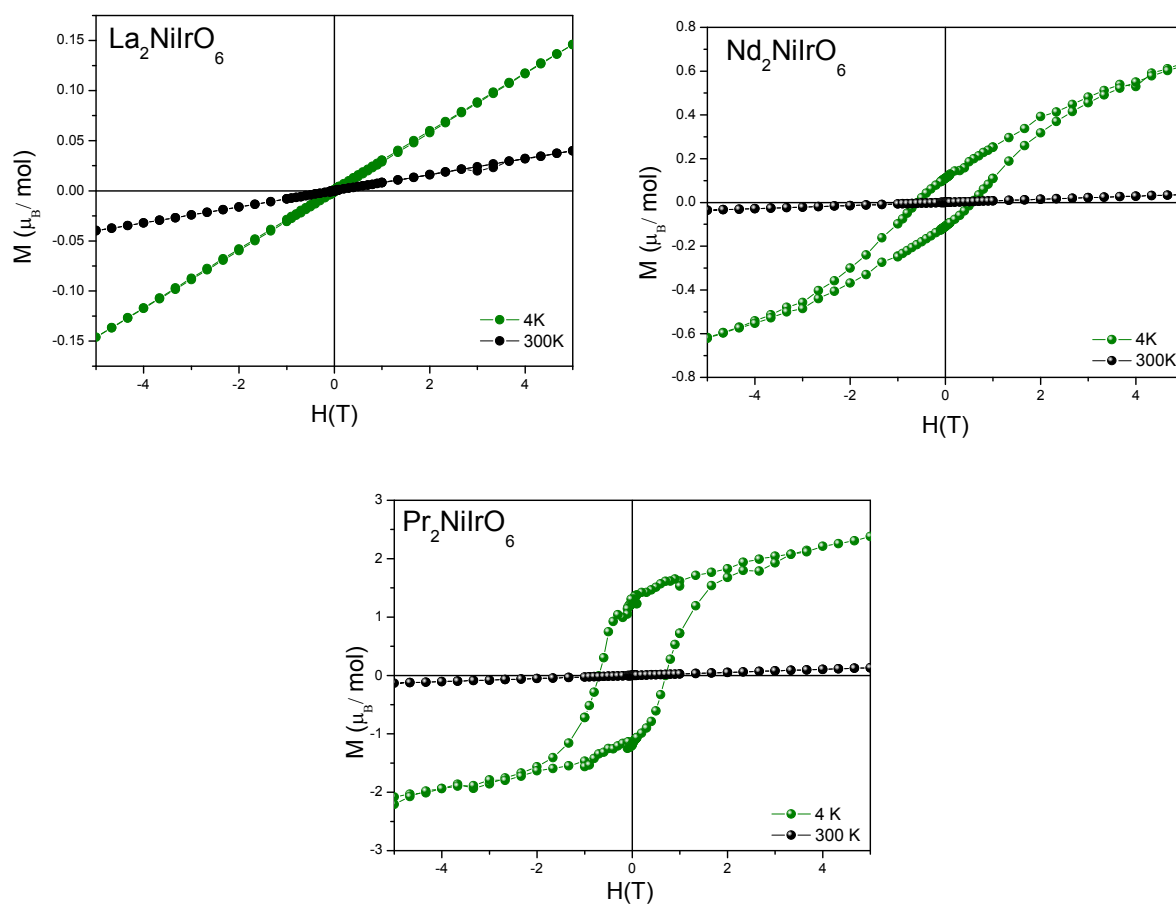 La₂NiIrO₆
0.15
0.10
0.05
0.00
-0.05
-0.10
-0.15
M (μB/ mol)
4K
300K
-4 -2 0 2 4
H(T)
Nd₂NiIrO₆
0.8
0.6
0.4
0.2
0.0
-0.2
-0.4
-0.6
-0.8
M (μB/ mol)
4K
300K
-4 -2 0 2 4
H(T)
Pr₂NiIrO₆
3
2
1
0
-1
-2
-3
M (μB/ mol)
4 K
300 K
-4 -2 0 2 4
H(T)